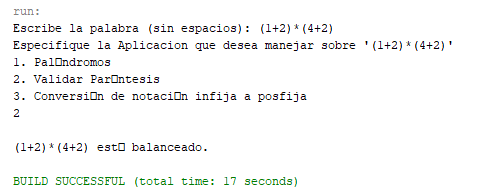 run:
Escribe la palabra (sin espacios): (1+2)*(4+2)
Especifique la Aplicacion que desea manejar sobre '(1+2)*(4+2)'
1. Pal▯ndromos
2. Validar Par▯ntesis
3. Conversi▯n de notaci▯n infija a posfija
2
(1+2)*(4+2) est▯ balanceado.
BUILD SUCCESSFUL (total time: 17 seconds)